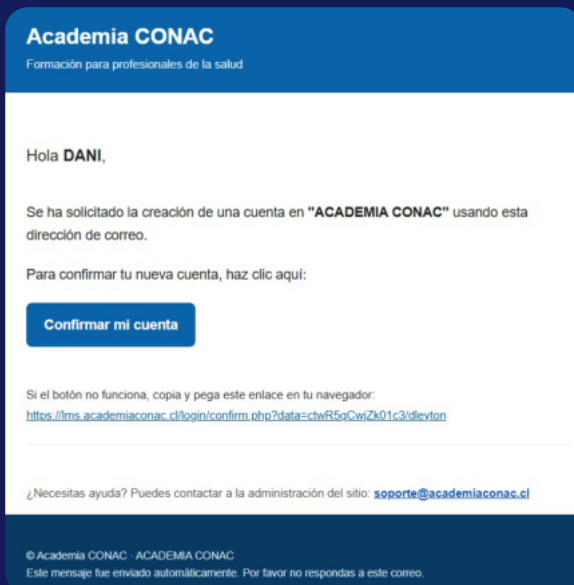 Academia CONAC
Formación para profesionales de la salud
Hola DANI,
Se ha solicitado la creación de una cuenta en "ACADEMIA CONAC" usando esta
dirección de correo.
Para confirmar tu nueva cuenta, haz clic aquí:
Confirmar mi cuenta
Si el botón no funciona, copia y pega este enlace en tu navegador:
https://lms.academiaconac.cl/login/confirm.php?data=ctwR5qCwjZk01c3/dleyton
¿Necesitas ayuda? Puedes contactar a la administración del sitio: soporte@academiaconac.cl
© Academia CONAC · ACADEMIA CONAC
Este mensaje fue enviado automáticamente. Por favor no respondas a este correo.